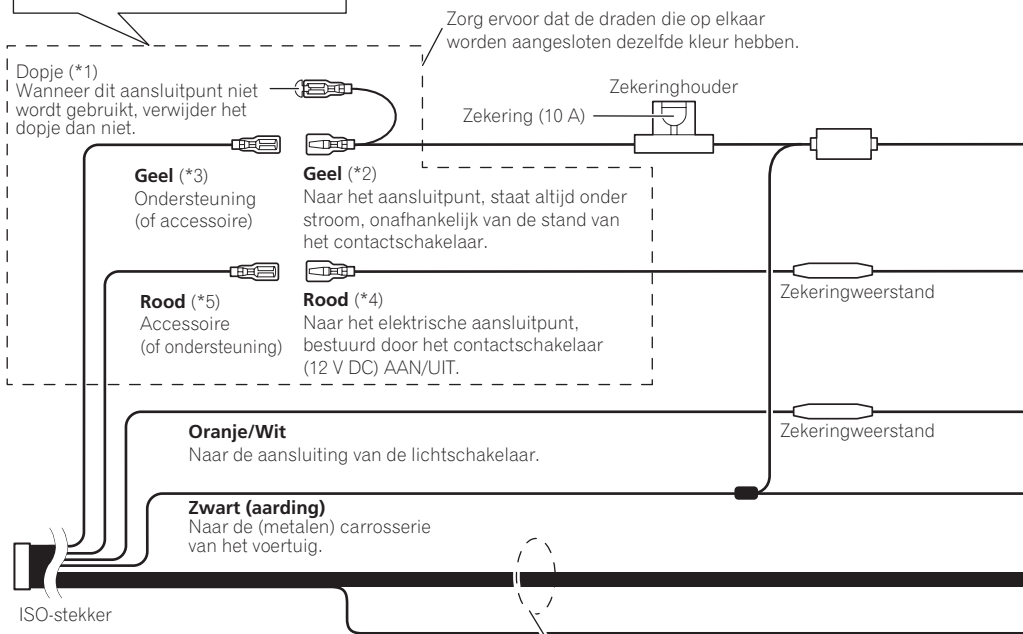 Zorg ervoor dat de draden die op elkaar
worden aangesloten dezelfde kleur hebben.
Dopje (*1)
Wanneer dit aansluitpunt niet
wordt gebruikt, verwijder het
dopje dan niet.
Zekeringhouder
Zekering (10 A)
Geel (*3)
Ondersteuning
(of accessoire)
Geel (*2)
Naar het aansluitpunt, staat altijd onder
stroom, onafhankelijk van de stand van
het contactschakelaar.
Rood (*5)
Accessoire
(of ondersteuning)
Rood (*4)
Naar het elektrische aansluitpunt,
bestuurd door het contactschakelaar
(12 V DC) AAN/UIT.
Zekeringweerstand
Oranje/Wit
Naar de aansluiting van de lichtschakelaar.
Zekeringweerstand
Zwart (aarding)
Naar de (metalen) carrosserie
van het voertuig.
ISO-stekker